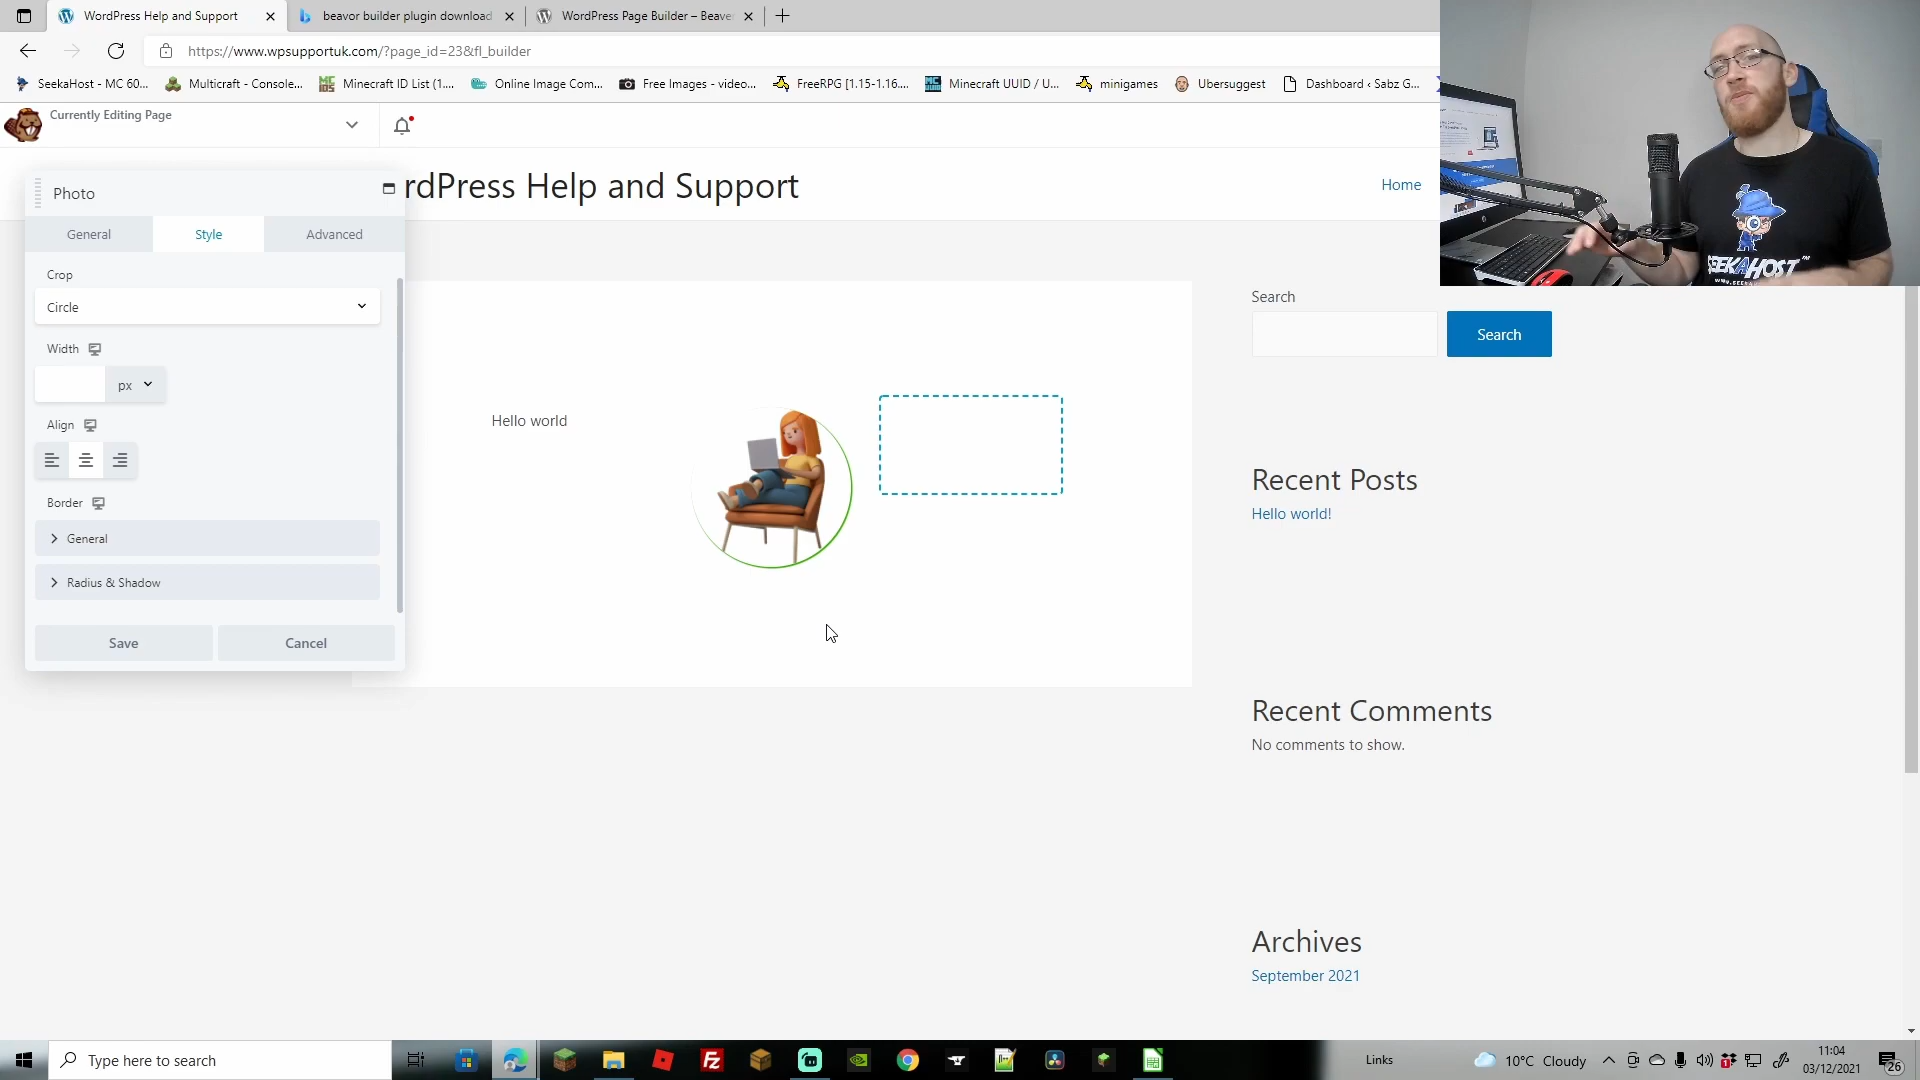 WordPress Help and Support
beavor builder plugin download
WordPress Page Builder – Beave
https://www.wpsupportuk.com/?page_id=23&fl_builder
SeekaHost - MC 60...
Multicraft - Console...
Minecraft ID List (1....
Online Image Com...
Free Images - video...
FreeRPG [1.15-1.16....
Minecraft UUID / U...
minigames
Ubersuggest
Dashboard ‹ Sabz G...
Currently Editing Page
rdPress Help and Support
Home
Photo
General
Style
Advanced
Crop
Circle
Width
px
Align
Border
General
Radius & Shadow
Save
Cancel
Hello world
Search
Search
Recent Posts
Hello world!
Recent Comments
No comments to show.
Archives
September 2021
EEKAHOST™
Type here to search
Links
10°C Cloudy
11:04
03/12/2021
26